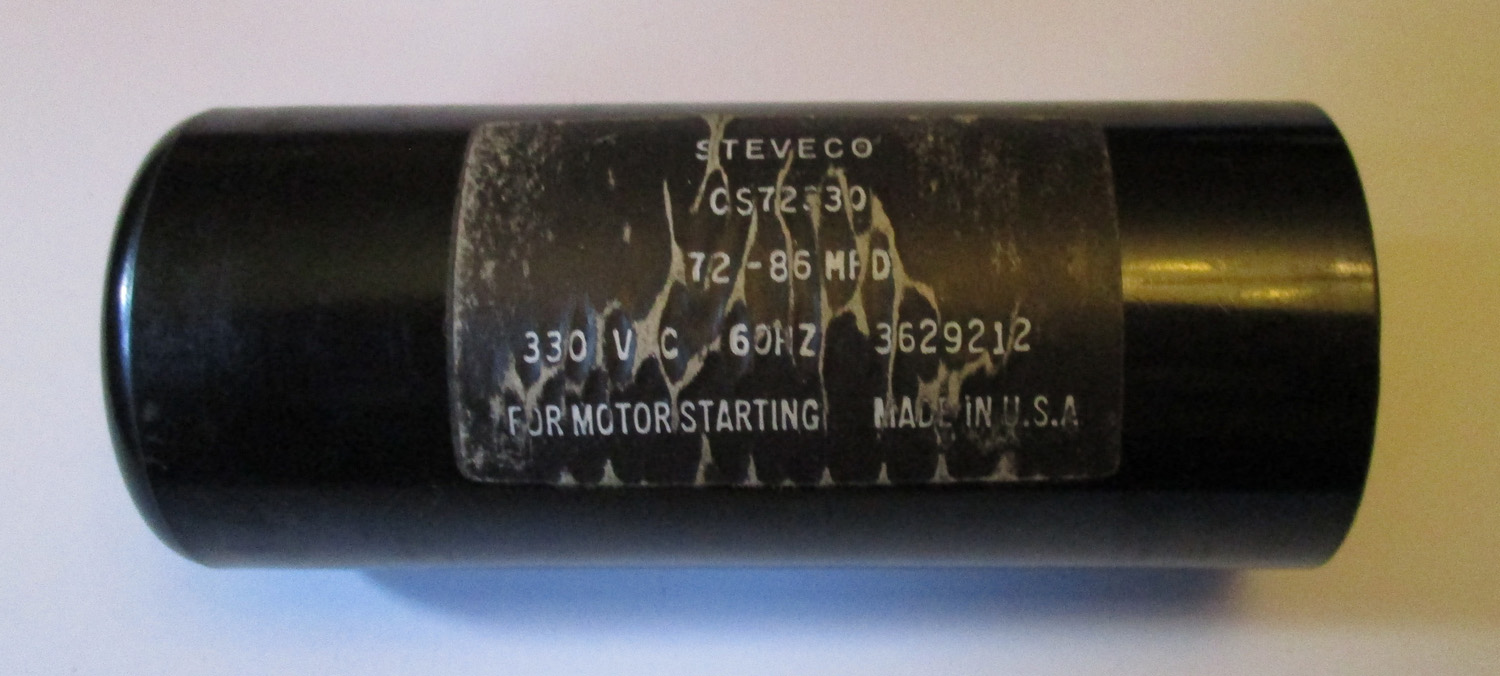 STEVECO
CS72330
72-86 MFD
330 VAC 60HZ 3629212
FOR MOTOR STARTING MADE IN U.S.A